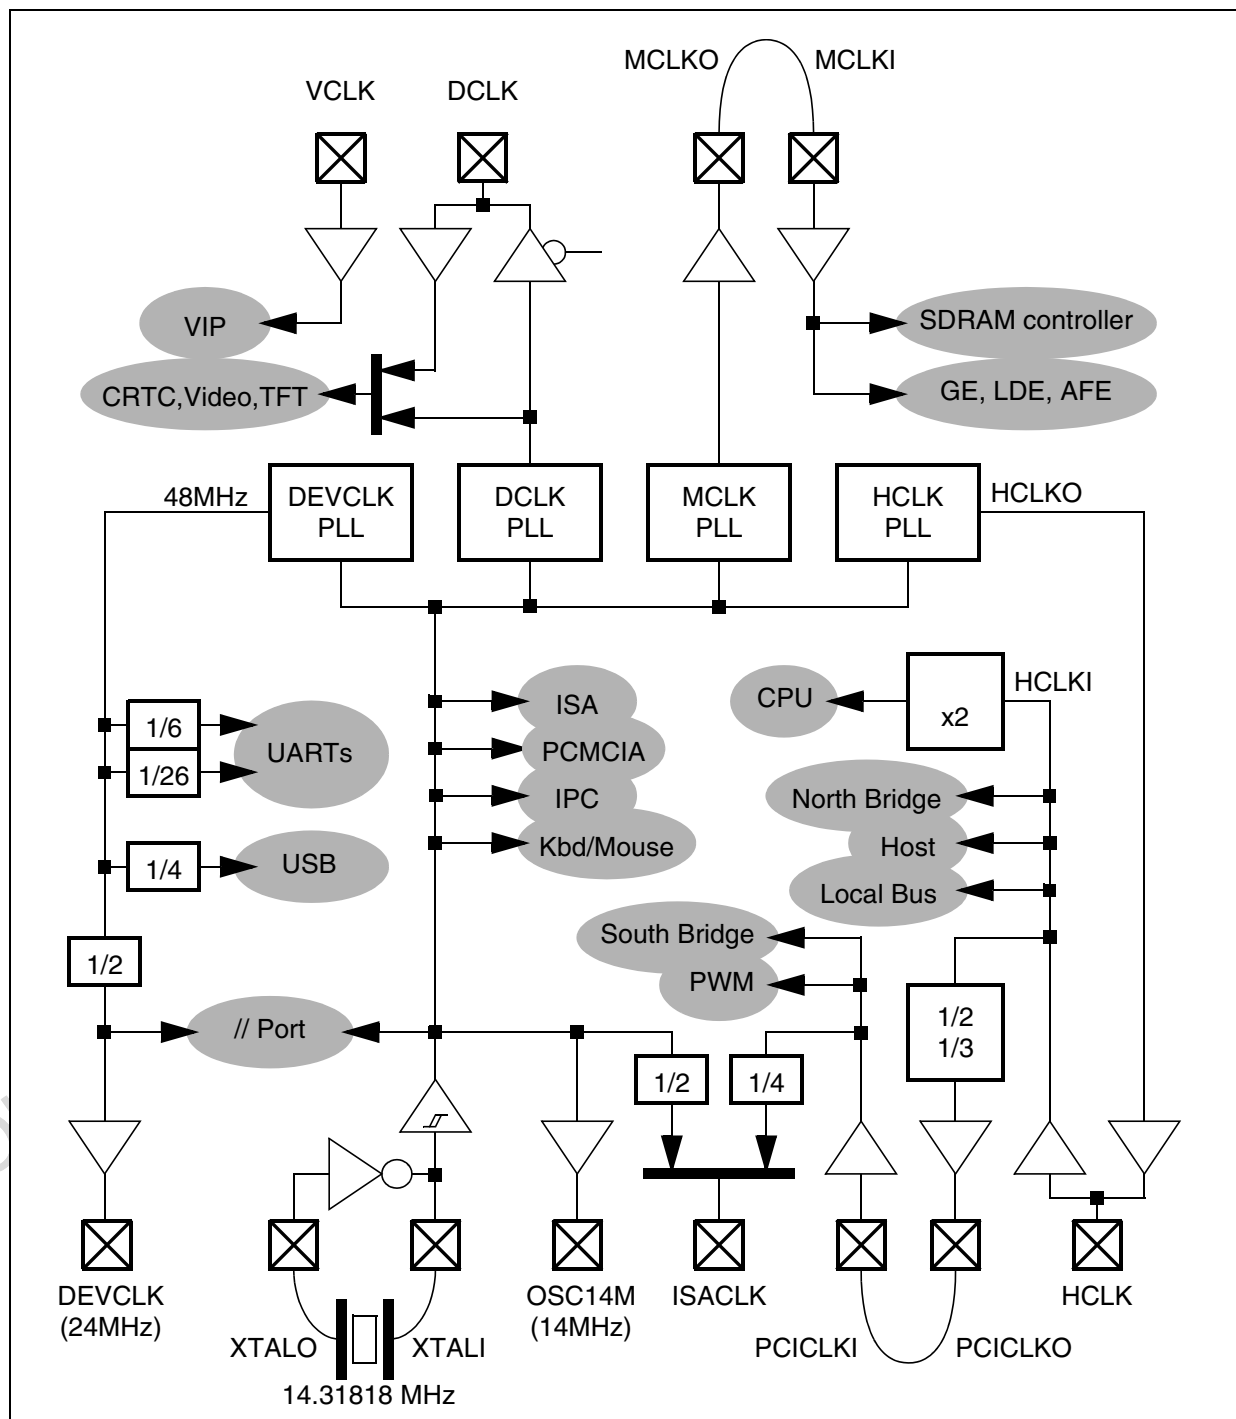 MCLKO MCLKI
VCLK DCLK
VIP
SDRAM controller
CRTC,Video,TFT
GE, LDE, AFE
48MHz
DEVCLK
PLL
DCLK
PLL
MCLK
PLL
HCLK
PLL
HCLKO
CPU
x2
HCLKI
ISA
1/6
UARTs
PCMCIA
1/26
IPC
North Bridge
Kbd/Mouse
Host
1/4
USB
Local Bus
South Bridge
1/2
PWM
// Port
1/2
1/3
1/2
1/4
DEVCLK
(24MHz)
OSC14M
(14MHz)
ISACLK
HCLK
XTALO
XTALI
PCICLKI
PCICLKO
14.31818 MHz